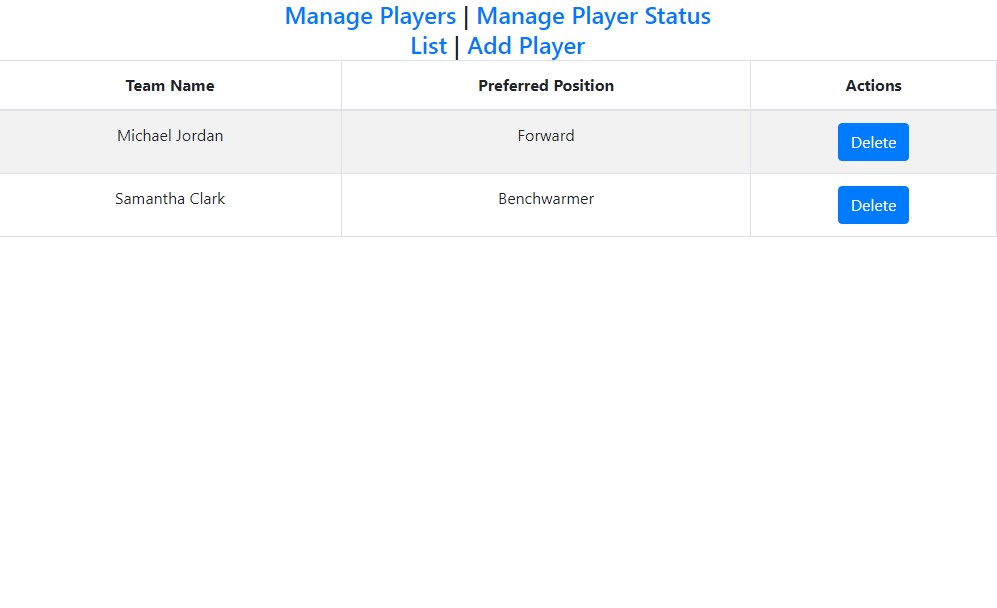 Manage Players | Manage Player Status
List | Add Player
Team Name Preferred Position Actions
Michael Jordan Forward Delete
Samantha Clark Benchwarmer Delete